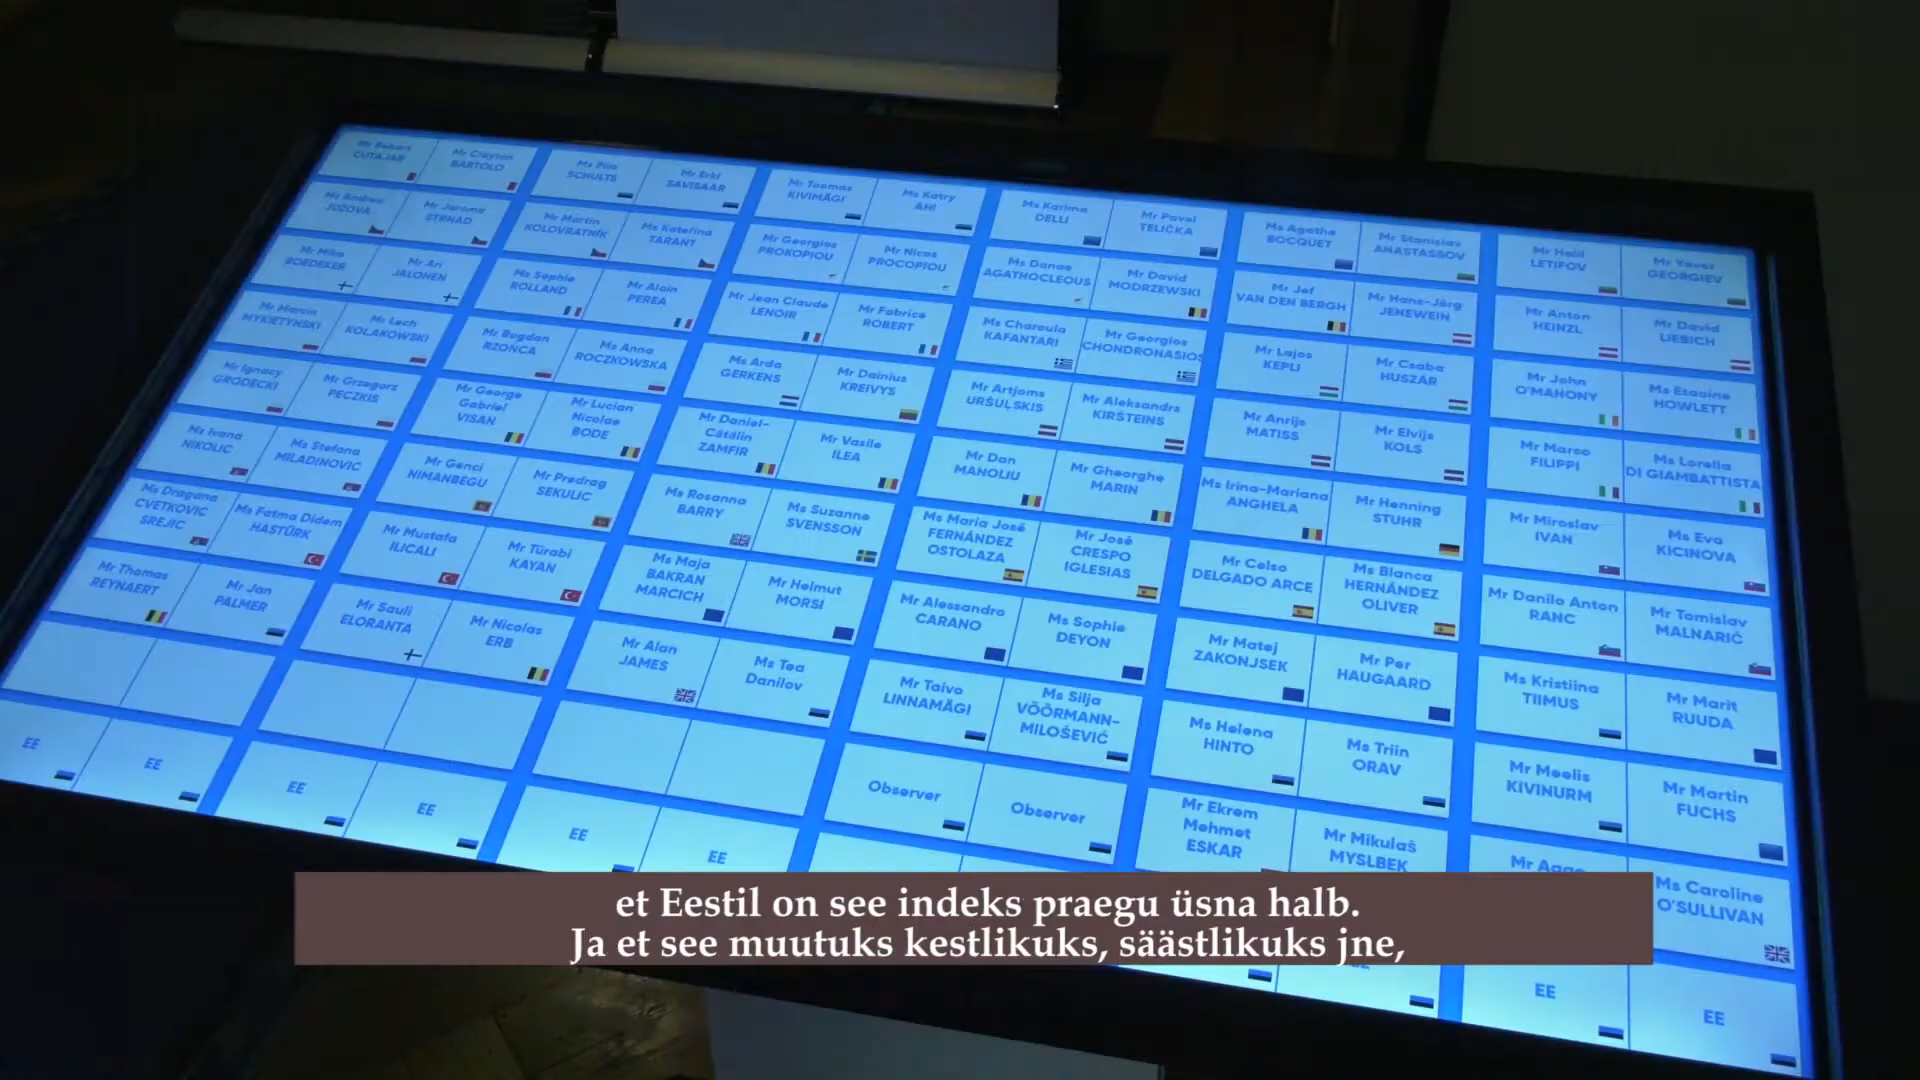 Mr Robert
CUTAJAR
Mr Clayton
BARTOLO
Ms Piia
SCHULTS
Mr Erki
SAVISAAR
Mr Toomas
KIVIMÄGI
Ms Katry
AHI
Ms Karima
DELLI
Mr Pavel
TELIČKA
Ms Agathe
BOCQUET
Mr Stanislav
ANASTASSOV
Mr Halil
LETIFOV
Mr Yavor
GEORGIEV
Ms Andrea
JUZOVA
Mr Jaromir
STRNAD
Mr Martin
KOLOVRATNÍK
Ms Kateřina
TARANT
Mr Georgios
PROKOPIOU
Mr Nicos
PROCOPIOU
Ms Danae
AGATHOCLEOUS
Mr David
MODRZEWSKI
Mr Jef
VAN DEN BERGH
Mr Hans-Jörg
JENEWEIN
Mr Anton
HEINZL
Mr David
LIEBICH
Mr Mika
BOEDEKER
Mr Ari
JALONEN
Ms Sophie
ROLLAND
Mr Alain
PEREA
Mr Jean Claude
LENOIR
Mr Fabrice
ROBERT
Ms Charoula
KAFANTARI
Mr Georgios
CHONDRONASIOS
Mr Lajos
KEPLI
Mr Csaba
HUSZÁR
Mr John
O'MAHONY
Ms Etaoine
HOWLETT
Mr Marcin
MYKIETYNSKI
Mr Lech
KOLAKOWSKI
Mr Bogdan
RZOŃCA
Ms Anna
ROCZKOWSKA
Ms Arda
GERKENS
Mr Dainius
KREIVYS
Mr Artjoms
URŠUĻSKIS
Mr Aleksandrs
KIRŠTEINS
Mr Anrijs
MATISS
Mr Elvijs
KOLS
Mr Marco
FILIPPI
Ms Lorella
DI GIAMBATTISTA
Mr Ignacy
GRODECKI
Mr Grzegorz
PECZKIS
Mr George
Gabriel
VISAN
Mr Lucian
Nicolae
BODE
Mr Daniel-
Cătălin
ZAMFIR
Mr Vasile
ILEA
Mr Dan
MANOLIU
Mr Gheorghe
MARIN
Ms Irina-Mariana
ANGHELA
Mr Henning
STUHR
Mr Miroslav
IVAN
Ms Eva
KICINOVA
Ms Ivana
NIKOLIC
Ms Stefana
MILADINOVIC
Mr Genci
NIMANBEGU
Mr Predrag
SEKULIC
Ms Rosanna
BARRY
Ms Suzanne
SVENSSON
Ms María José
FERNÁNDEZ
OSTOLAZA
Mr José
CRESPO
IGLESIAS
Mr Celso
DELGADO ARCE
Ms Blanca
HERNÁNDEZ
OLIVER
Mr Danilo Anton
RANC
Mr Tomislav
MALNARIČ
Ms Dragana
CVETKOVIC
SREJIC
Ms Fatma Didem
HASTÜRK
Mr Mustafa
ILICALI
Mr Türabi
KAYAN
Ms Maja
BAKRAN
MARCICH
Mr Helmut
MORSI
Mr Alessandro
CARANO
Ms Sophie
DEYON
Mr Matej
ZAKONJSEK
Mr Per
HAUGAARD
Ms Kristiina
TIIMUS
Mr Marit
RUUDA
Mr Thomas
REYNAERT
Mr Jan
PALMER
Mr Sauli
ELORANTA
Mr Nicolas
ERB
Mr Alan
JAMES
Ms Tea
Danilov
Mr Taivo
LINNAMÄGI
Ms Silja
VÕÕRMANN-
MILOŠEVIĆ
Ms Helena
HINTO
Ms Triin
ORAV
Mr Meelis
KIVINURM
Mr Martin
FUCHS
Observer
Observer
Mr Ekrem
Mehmet
ESKAR
Mr Mikulaš
MYSLBEK
Mr
Ms Caroline
O'SULLIVAN
EE
EE
EE
EE
EE
EE
EE
EE
et Eestil on see indeks praegu üsna halb.
Ja et see muutuks kestlikuks, säästlikuks jne,